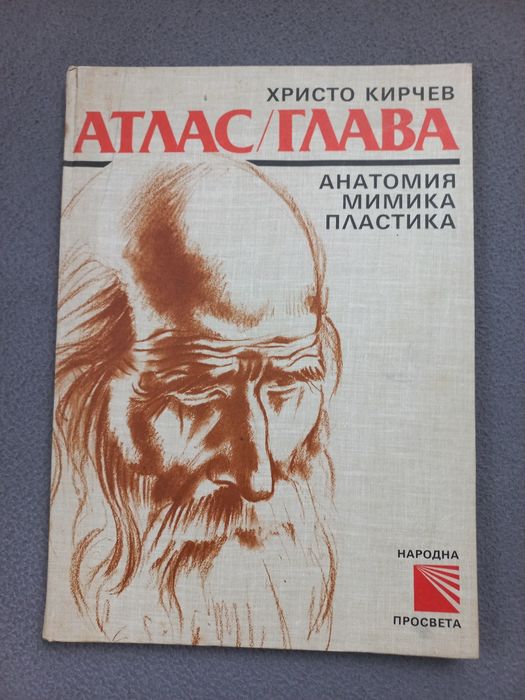 ХРИСТО КИРЧЕВ
АТЛАС/ГЛАВА
АНАТОМИЯ
МИМИКА
ПЛАСТИКА
НАРОДНА
ПРОСВЕТА